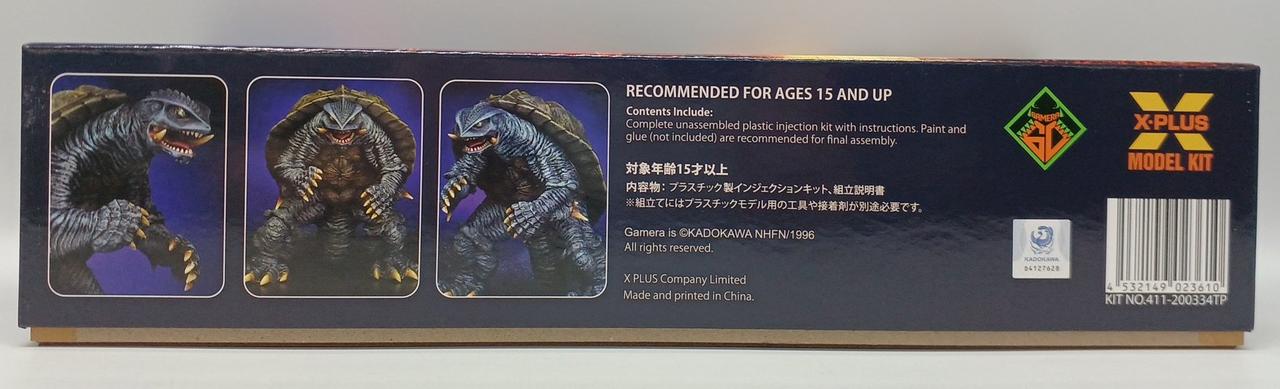 RECOMMENDED FOR AGES 15 AND UP
Contents Include:
Complete unassembled plastic injection kit with instructions. Paint and
glue (not included) are recommended for final assembly.
対象年齢15才以上
内容物：プラスチック製インジェクションキット、組立説明書
※組立てにはプラスチックモデル用の工具や接着剤が別途必要です。
Gamera is ©KADOKAWA NHFN/1996
All rights reserved.
X PLUS Company Limited
Made and printed in China.
GAMERA
X-PLUS
MODEL KIT
KADOKAWA
04127628
4 532149 023610
KIT NO.411-200334TP